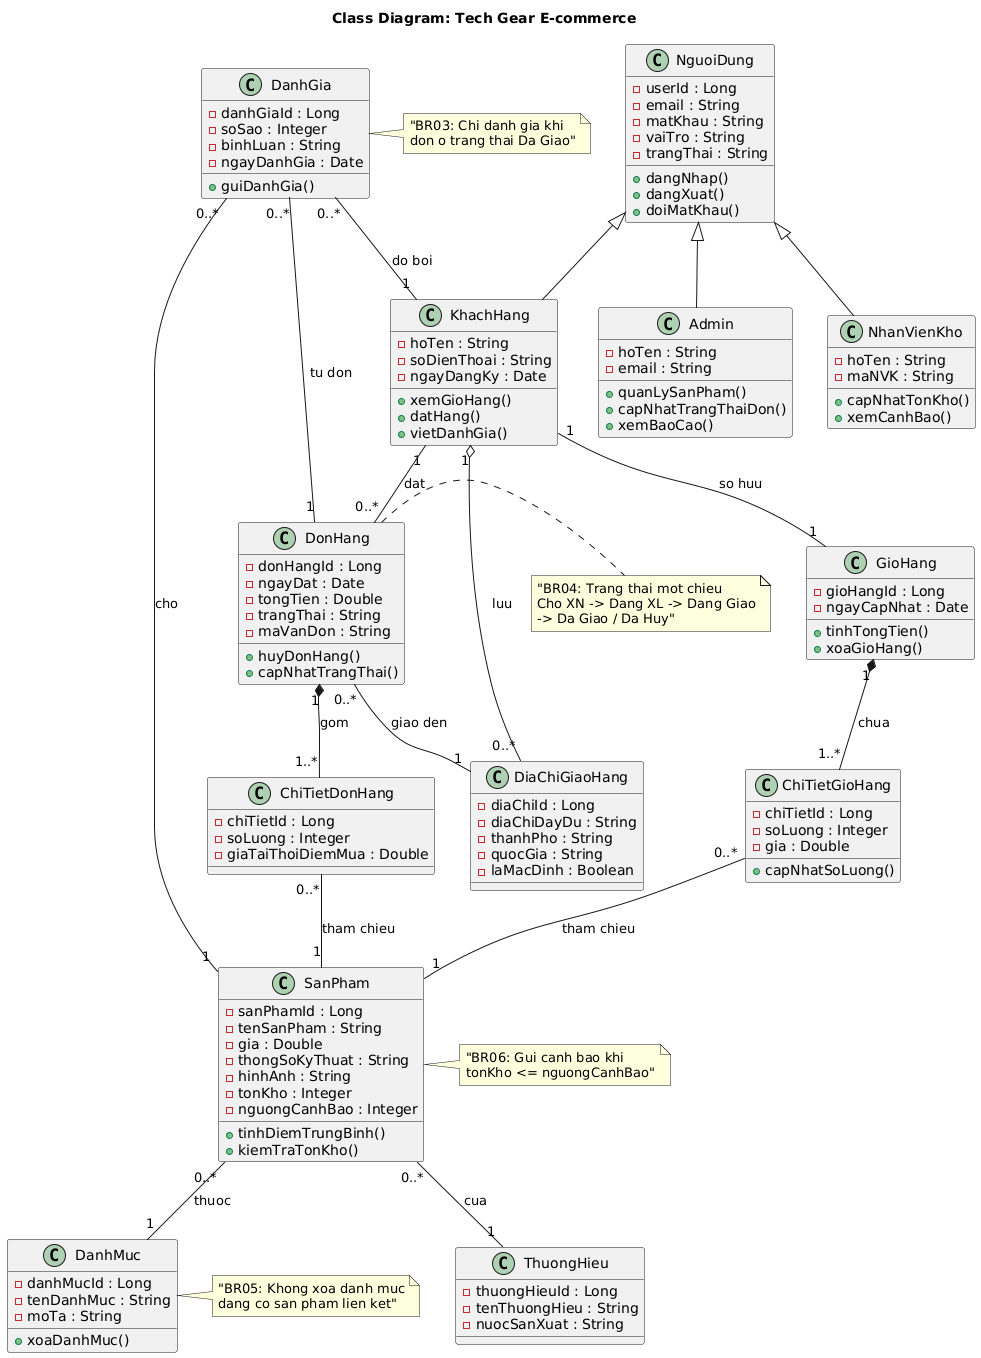 Class Diagram: Tech Gear E-commerce
C DanhGia
danhGiaId : Long
soSao : Integer
binhLuan : String
ngayDanhGia : Date
guiDanhGia()
"BR03: Chi danh gia khi
don o trang thai Da Giao"
C NguoiDung
userId : Long
email : String
matKhau : String
vaiTro : String
trangThai : String
dangNhap()
dangXuat()
doiMatKhau()
0..*
0..*
0..*
do boi
1
C KhachHang
hoTen : String
soDienThoai : String
ngayDangKy : Date
xemGioHang()
datHang()
vietDanhGia()
C Admin
hoTen : String
email : String
quanLySanPham()
capNhatTrangThaiDon()
xemBaoCao()
C NhanVienKho
hoTen : String
maNVK : String
capNhatTonKho()
xemCanhBao()
tu don
1
1
1
dat
0..*
1
so huu
1
C DonHang
donHangId : Long
ngayDat : Date
tongTien : Double
trangThai : String
maVanDon : String
huyDonHang()
capNhatTrangThai()
"BR04: Trang thai mot chieu
Cho XN -> Dang XL -> Dang Giao
-> Da Giao / Da Huy"
C GioHang
gioHangId : Long
ngayCapNhat : Date
tinhTongTien()
xoaGioHang()
cho
luu
1
gom
1..*
0..*
giao den
1
0..*
1
chua
1..*
C ChiTietDonHang
chiTietId : Long
soLuong : Integer
giaTaiThoiDiemMua : Double
C DiaChiGiaoHang
diaChiId : Long
diaChiDayDu : String
thanhPho : String
quocGia : String
laMacDinh : Boolean
C ChiTietGioHang
chiTietId : Long
soLuong : Integer
gia : Double
capNhatSoLuong()
0..*
tham chieu
1
0..*
tham chieu
1
1
C SanPham
sanPhamId : Long
tenSanPham : String
gia : Double
thongSoKyThuat : String
hinhAnh : String
tonKho : Integer
nguongCanhBao : Integer
tinhDiemTrungBinh()
kiemTraTonKho()
"BR06: Gui canh bao khi
tonKho <= nguongCanhBao"
0..*
thuoc
1
0..*
cua
1
C DanhMuc
danhMucId : Long
tenDanhMuc : String
moTa : String
xoaDanhMuc()
"BR05: Khong xoa danh muc
dang co san pham lien ket"
C ThuongHieu
thuongHieuId : Long
tenThuongHieu : String
nuocSanXuat : String